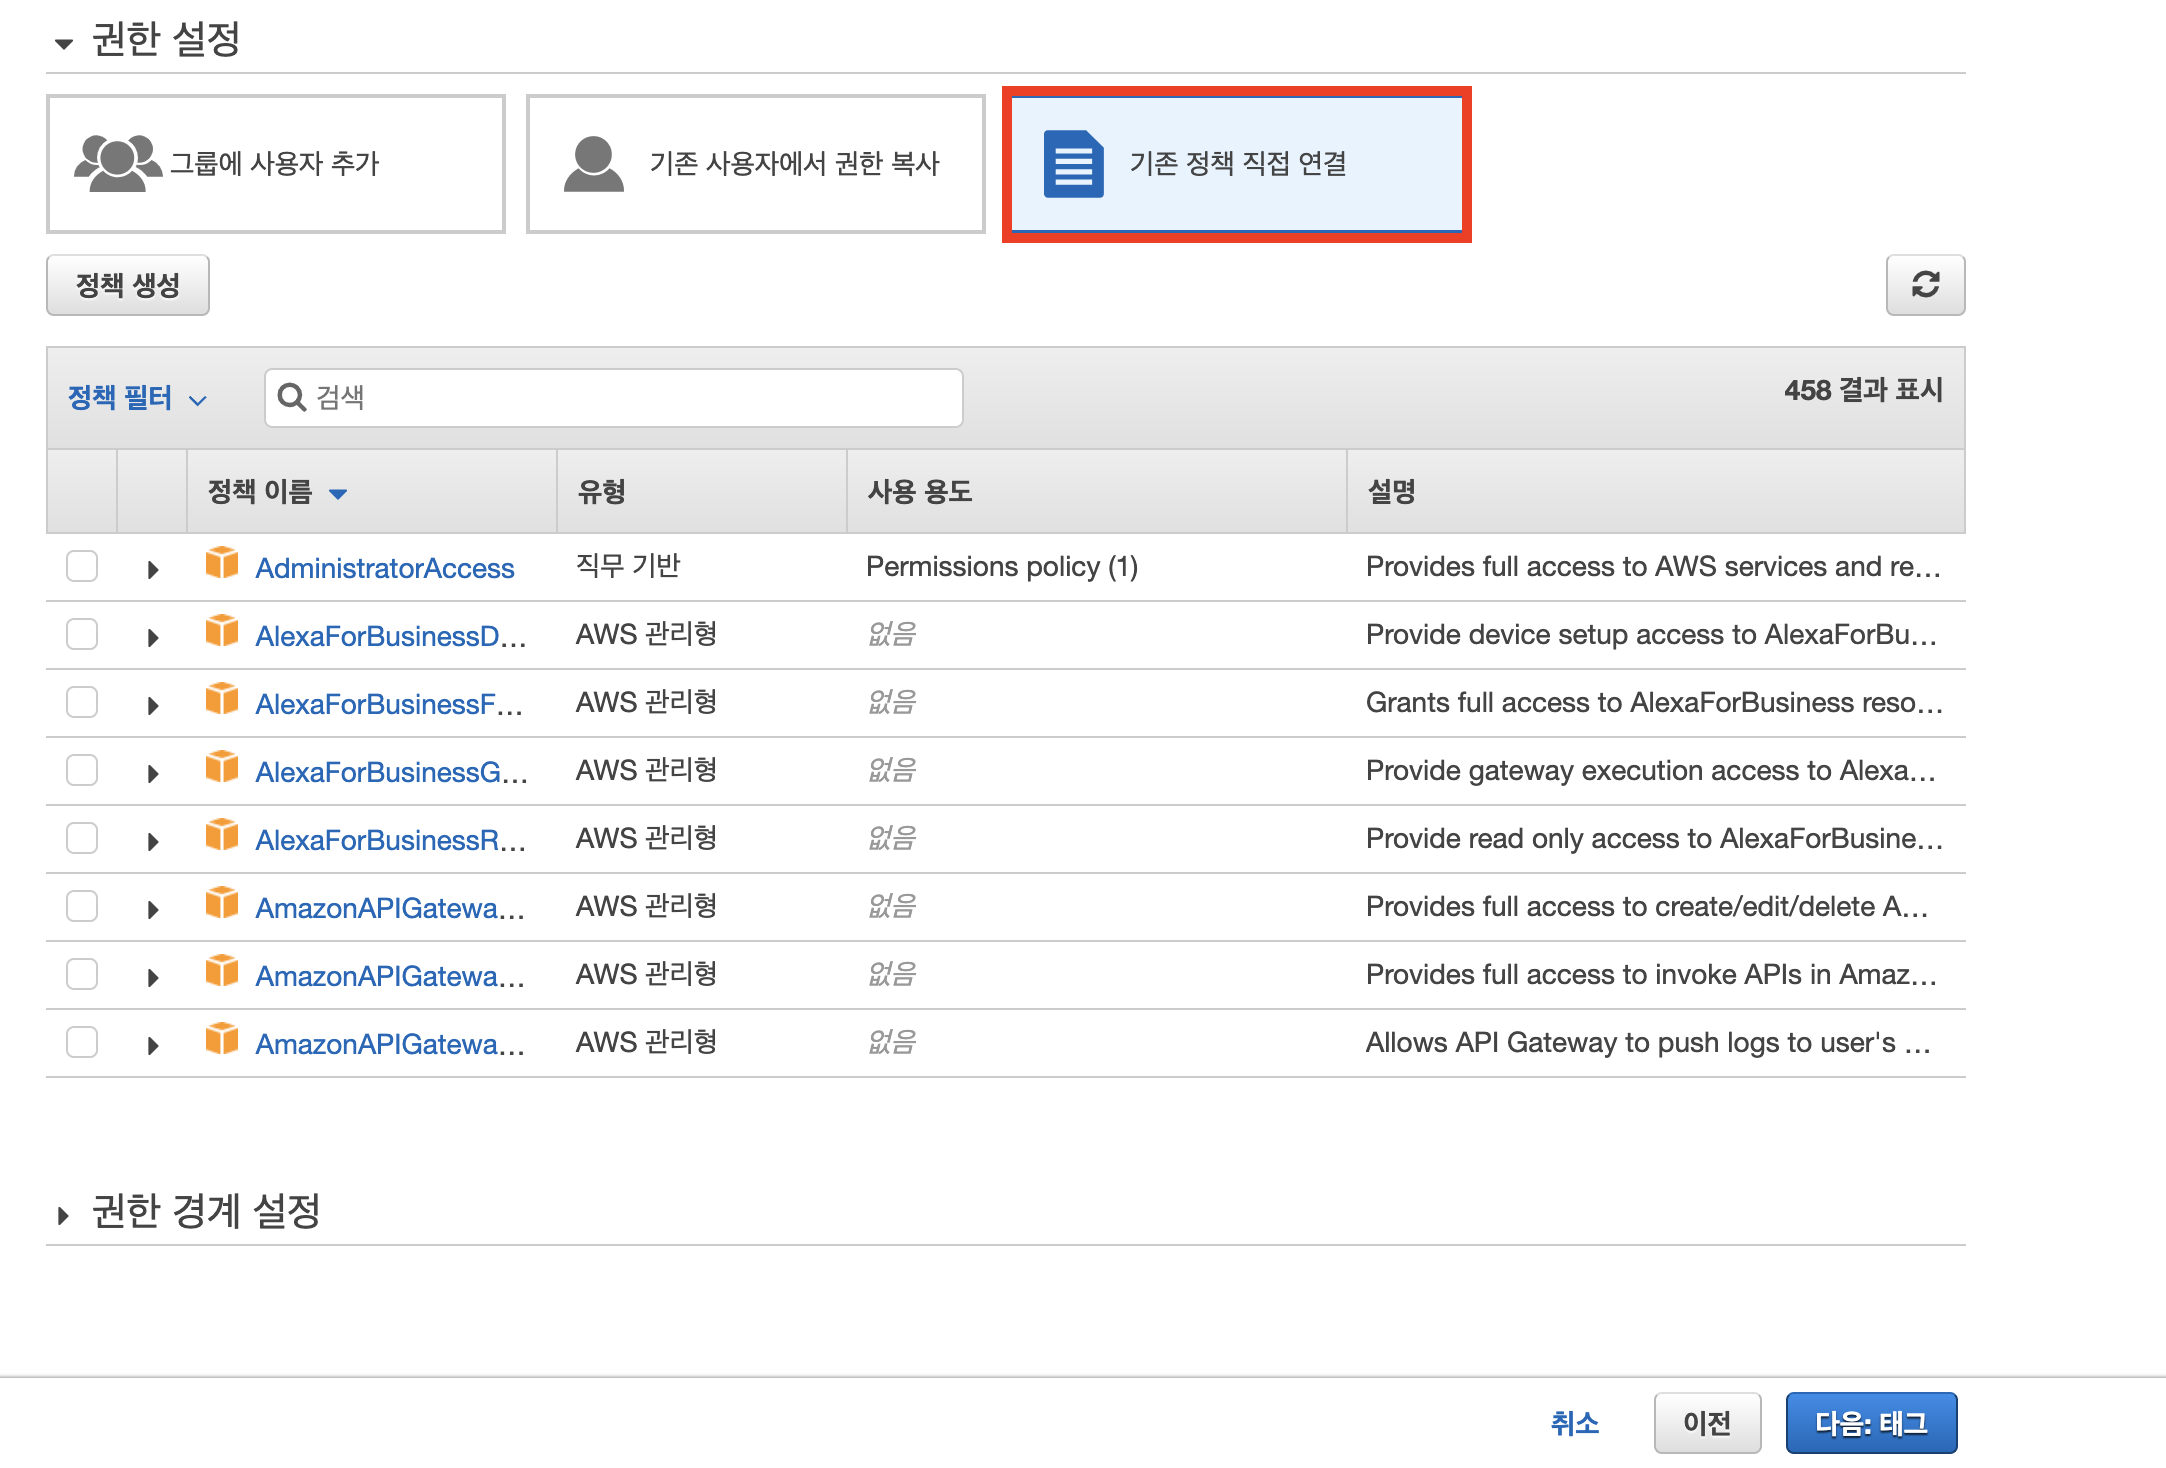 권한 설정
그룹에 사용자 추가
기존 사용자에서 권한 복사
기존 정책 직접 연결
정책 생성
정책 필터
검색
458 결과 표시
정책 이름 유형 사용 용도 설명
AdministratorAccess 직무 기반 Permissions policy (1) Provides full access to AWS services and re...
AlexaForBusinessD... AWS 관리형 없음 Provide device setup access to AlexaForBu...
AlexaForBusinessF... AWS 관리형 없음 Grants full access to AlexaForBusiness reso...
AlexaForBusinessG... AWS 관리형 없음 Provide gateway execution access to Alexa...
AlexaForBusinessR... AWS 관리형 없음 Provide read only access to AlexaForBusine...
AmazonAPIGatewa... AWS 관리형 없음 Provides full access to create/edit/delete A...
AmazonAPIGatewa... AWS 관리형 없음 Provides full access to invoke APIs in Amaz...
AmazonAPIGatewa... AWS 관리형 없음 Allows API Gateway to push logs to user's ...
권한 경계 설정
취소
이전
다음: 태그